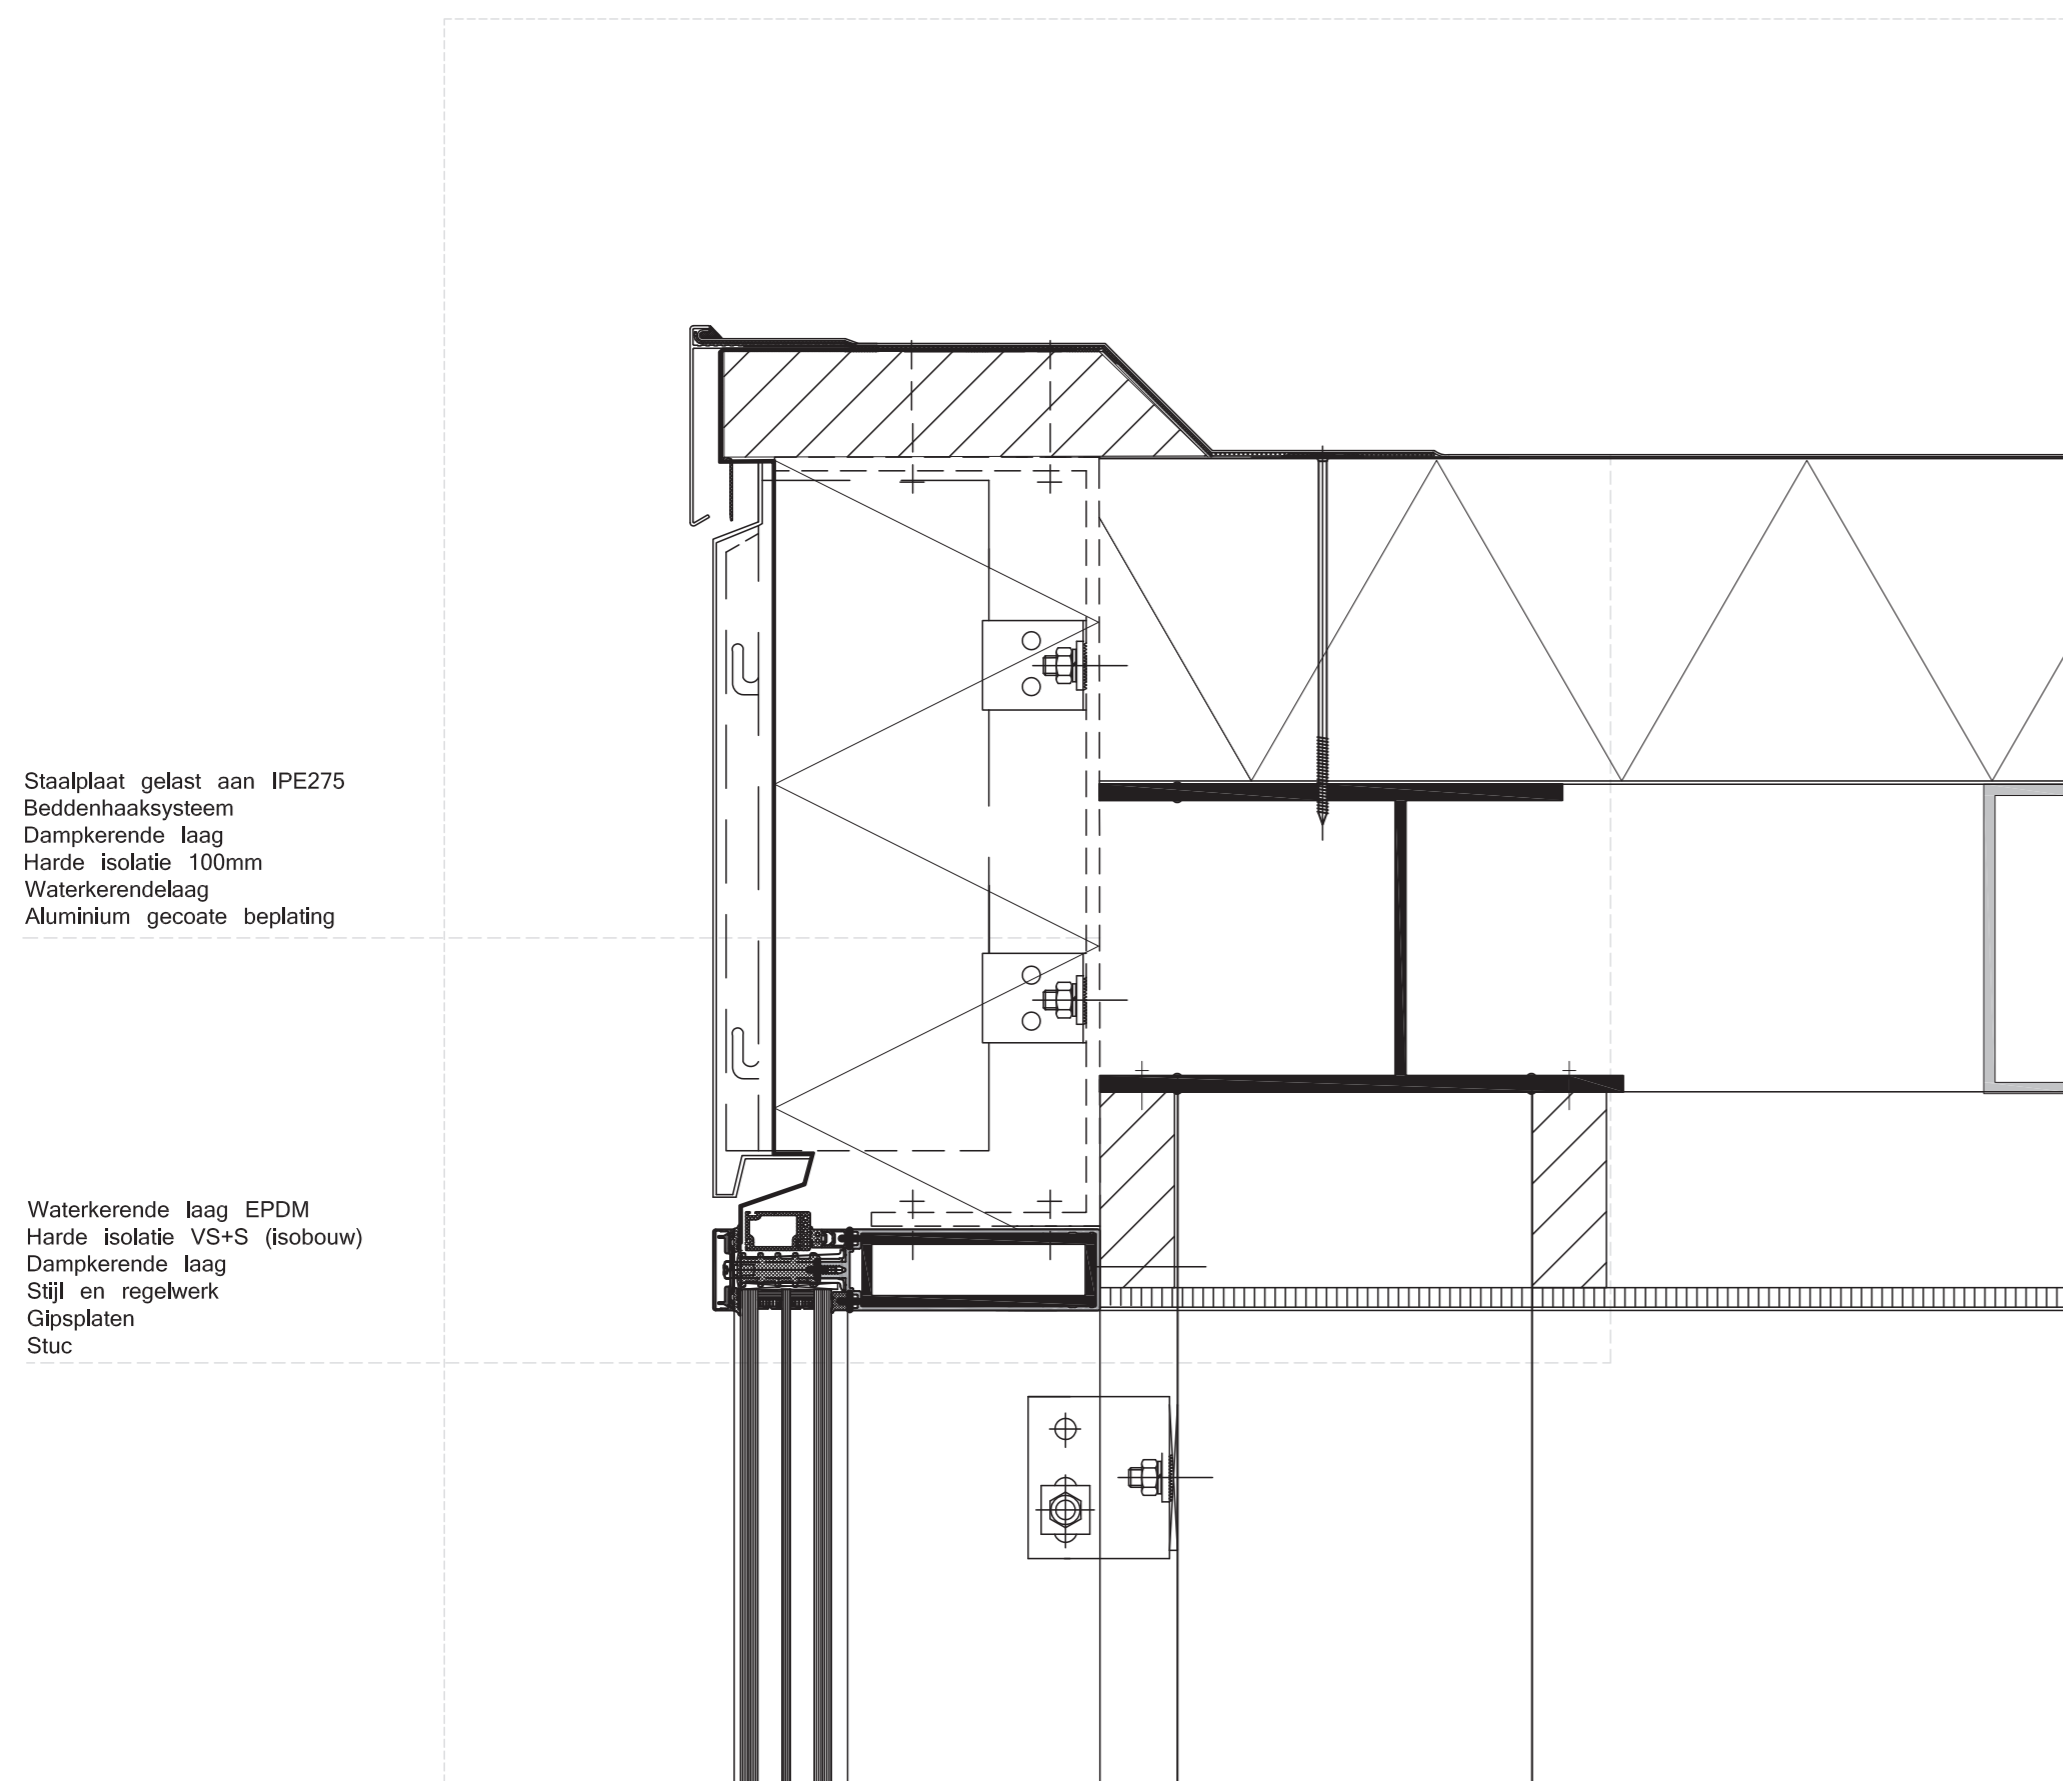 Staalplaat gelast aan IPE275
Beddenhaaksysteem
Dampkerende laag
Harde isolatie 100mm
Waterkerendelaag
Aluminium gecoate beplating
Waterkerende laag EPDM
Harde isolatie VS+S (isobouw)
Dampkerende laag
Stijl en regelwerk
Gipsplaten
Stuc